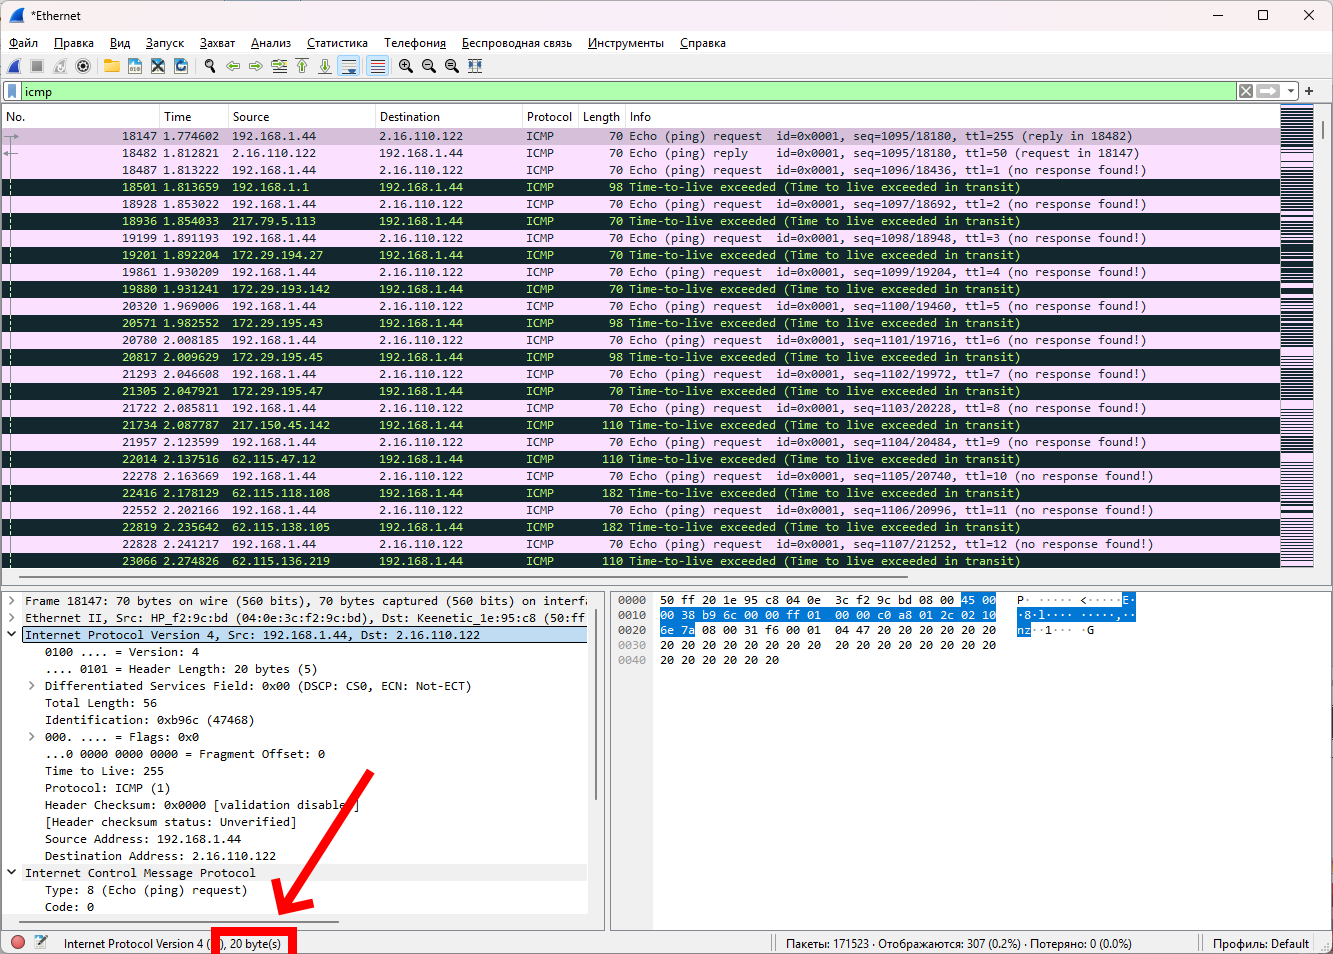 *Ethernet
Файл Правка Вид Запуск Захват Анализ Статистика Телефония Беспроводная связь Инструменты Справка
icmp
No. Time Source Destination Protocol Length Info
18147 1.774602 192.168.1.44 2.16.110.122 ICMP 70 Echo (ping) request id=0x0001, seq=1095/18180, ttl=255 (reply in 18482)
18482 1.812821 2.16.110.122 192.168.1.44 ICMP 70 Echo (ping) reply id=0x0001, seq=1095/18180, ttl=50 (request in 18147)
18487 1.813222 192.168.1.44 2.16.110.122 ICMP 70 Echo (ping) request id=0x0001, seq=1096/18436, ttl=1 (no response found!)
18501 1.813659 192.168.1.1 192.168.1.44 ICMP 98 Time-to-live exceeded (Time to live exceeded in transit)
18928 1.853022 192.168.1.44 2.16.110.122 ICMP 70 Echo (ping) request id=0x0001, seq=1097/18692, ttl=2 (no response found!)
18936 1.854033 217.79.5.113 192.168.1.44 ICMP 70 Time-to-live exceeded (Time to live exceeded in transit)
19199 1.891193 192.168.1.44 2.16.110.122 ICMP 70 Echo (ping) request id=0x0001, seq=1098/18948, ttl=3 (no response found!)
19201 1.892204 172.29.194.27 192.168.1.44 ICMP 70 Time-to-live exceeded (Time to live exceeded in transit)
19861 1.930209 192.168.1.44 2.16.110.122 ICMP 70 Echo (ping) request id=0x0001, seq=1099/19204, ttl=4 (no response found!)
19880 1.931241 172.29.193.142 192.168.1.44 ICMP 70 Time-to-live exceeded (Time to live exceeded in transit)
20320 1.969006 192.168.1.44 2.16.110.122 ICMP 70 Echo (ping) request id=0x0001, seq=1100/19460, ttl=5 (no response found!)
20571 1.982552 172.29.195.43 192.168.1.44 ICMP 98 Time-to-live exceeded (Time to live exceeded in transit)
20780 2.008185 192.168.1.44 2.16.110.122 ICMP 70 Echo (ping) request id=0x0001, seq=1101/19716, ttl=6 (no response found!)
20817 2.009629 172.29.195.45 192.168.1.44 ICMP 98 Time-to-live exceeded (Time to live exceeded in transit)
21293 2.046608 192.168.1.44 2.16.110.122 ICMP 70 Echo (ping) request id=0x0001, seq=1102/19972, ttl=7 (no response found!)
21305 2.047921 172.29.195.47 192.168.1.44 ICMP 70 Time-to-live exceeded (Time to live exceeded in transit)
21722 2.085811 192.168.1.44 2.16.110.122 ICMP 70 Echo (ping) request id=0x0001, seq=1103/20228, ttl=8 (no response found!)
21734 2.087787 217.150.45.142 192.168.1.44 ICMP 110 Time-to-live exceeded (Time to live exceeded in transit)
21957 2.123599 192.168.1.44 2.16.110.122 ICMP 70 Echo (ping) request id=0x0001, seq=1104/20484, ttl=9 (no response found!)
22014 2.137516 62.115.47.12 192.168.1.44 ICMP 110 Time-to-live exceeded (Time to live exceeded in transit)
22278 2.163669 192.168.1.44 2.16.110.122 ICMP 70 Echo (ping) request id=0x0001, seq=1105/20740, ttl=10 (no response found!)
22416 2.178129 62.115.118.108 192.168.1.44 ICMP 182 Time-to-live exceeded (Time to live exceeded in transit)
22552 2.202166 192.168.1.44 2.16.110.122 ICMP 70 Echo (ping) request id=0x0001, seq=1106/20996, ttl=11 (no response found!)
22819 2.235642 62.115.138.105 192.168.1.44 ICMP 182 Time-to-live exceeded (Time to live exceeded in transit)
22828 2.241217 192.168.1.44 2.16.110.122 ICMP 70 Echo (ping) request id=0x0001, seq=1107/21252, ttl=12 (no response found!)
23066 2.274826 62.115.136.219 192.168.1.44 ICMP 110 Time-to-live exceeded (Time to live exceeded in transit)
Frame 18147: 70 bytes on wire (560 bits), 70 bytes captured (560 bits) on interfa
Ethernet II, Src: HP_f2:9c:bd (04:0e:3c:f2:9c:bd), Dst: Keenetic_1e:95:c8 (50:ff
Internet Protocol Version 4, Src: 192.168.1.44, Dst: 2.16.110.122
0100 .... = Version: 4
.... 0101 = Header Length: 20 bytes (5)
Differentiated Services Field: 0x00 (DSCP: CS0, ECN: Not-ECT)
Total Length: 56
Identification: 0xb96c (47468)
000. .... = Flags: 0x0
...0 0000 0000 0000 = Fragment Offset: 0
Time to Live: 255
Protocol: ICMP (1)
Header Checksum: 0x0000 [validation disable
[Header checksum status: Unverified]
Source Address: 192.168.1.44
Destination Address: 2.16.110.122
Internet Control Message Protocol
Type: 8 (Echo (ping) request)
Code: 0
0000 50 ff 20 1e 95 c8 04 0e 3c f2 9c bd 08 00 45 00 P· ····· <·····E·
0010 00 38 b9 6c 00 00 ff 01 00 00 c0 a8 01 2c 02 10 ·8·l···· ·····,··
0020 6e 7a 08 00 31 f6 00 01 04 47 20 20 20 20 20 20 nz··1··· ·G
0030 20 20 20 20 20 20 20 20 20 20 20 20 20 20 20 20
0040 20 20 20 20 20 20
Internet Protocol Version 4 ( ), 20 byte(s)
Пакеты: 171523 · Отображаются: 307 (0.2%) · Потеряно: 0 (0.0%)
Профиль: Default